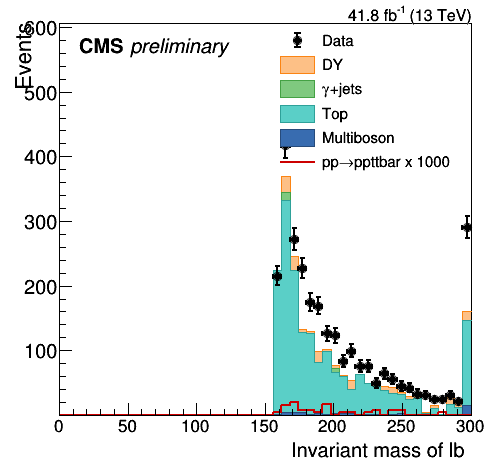 41.8 fb⁻¹ (13 TeV)
CMS preliminary
Events
Data
DY
γ+jets
Top
Multiboson
pp→ppttbar x 1000
600
500
400
300
200
100
0 50 100 150 200 250 300
Invariant mass of lb